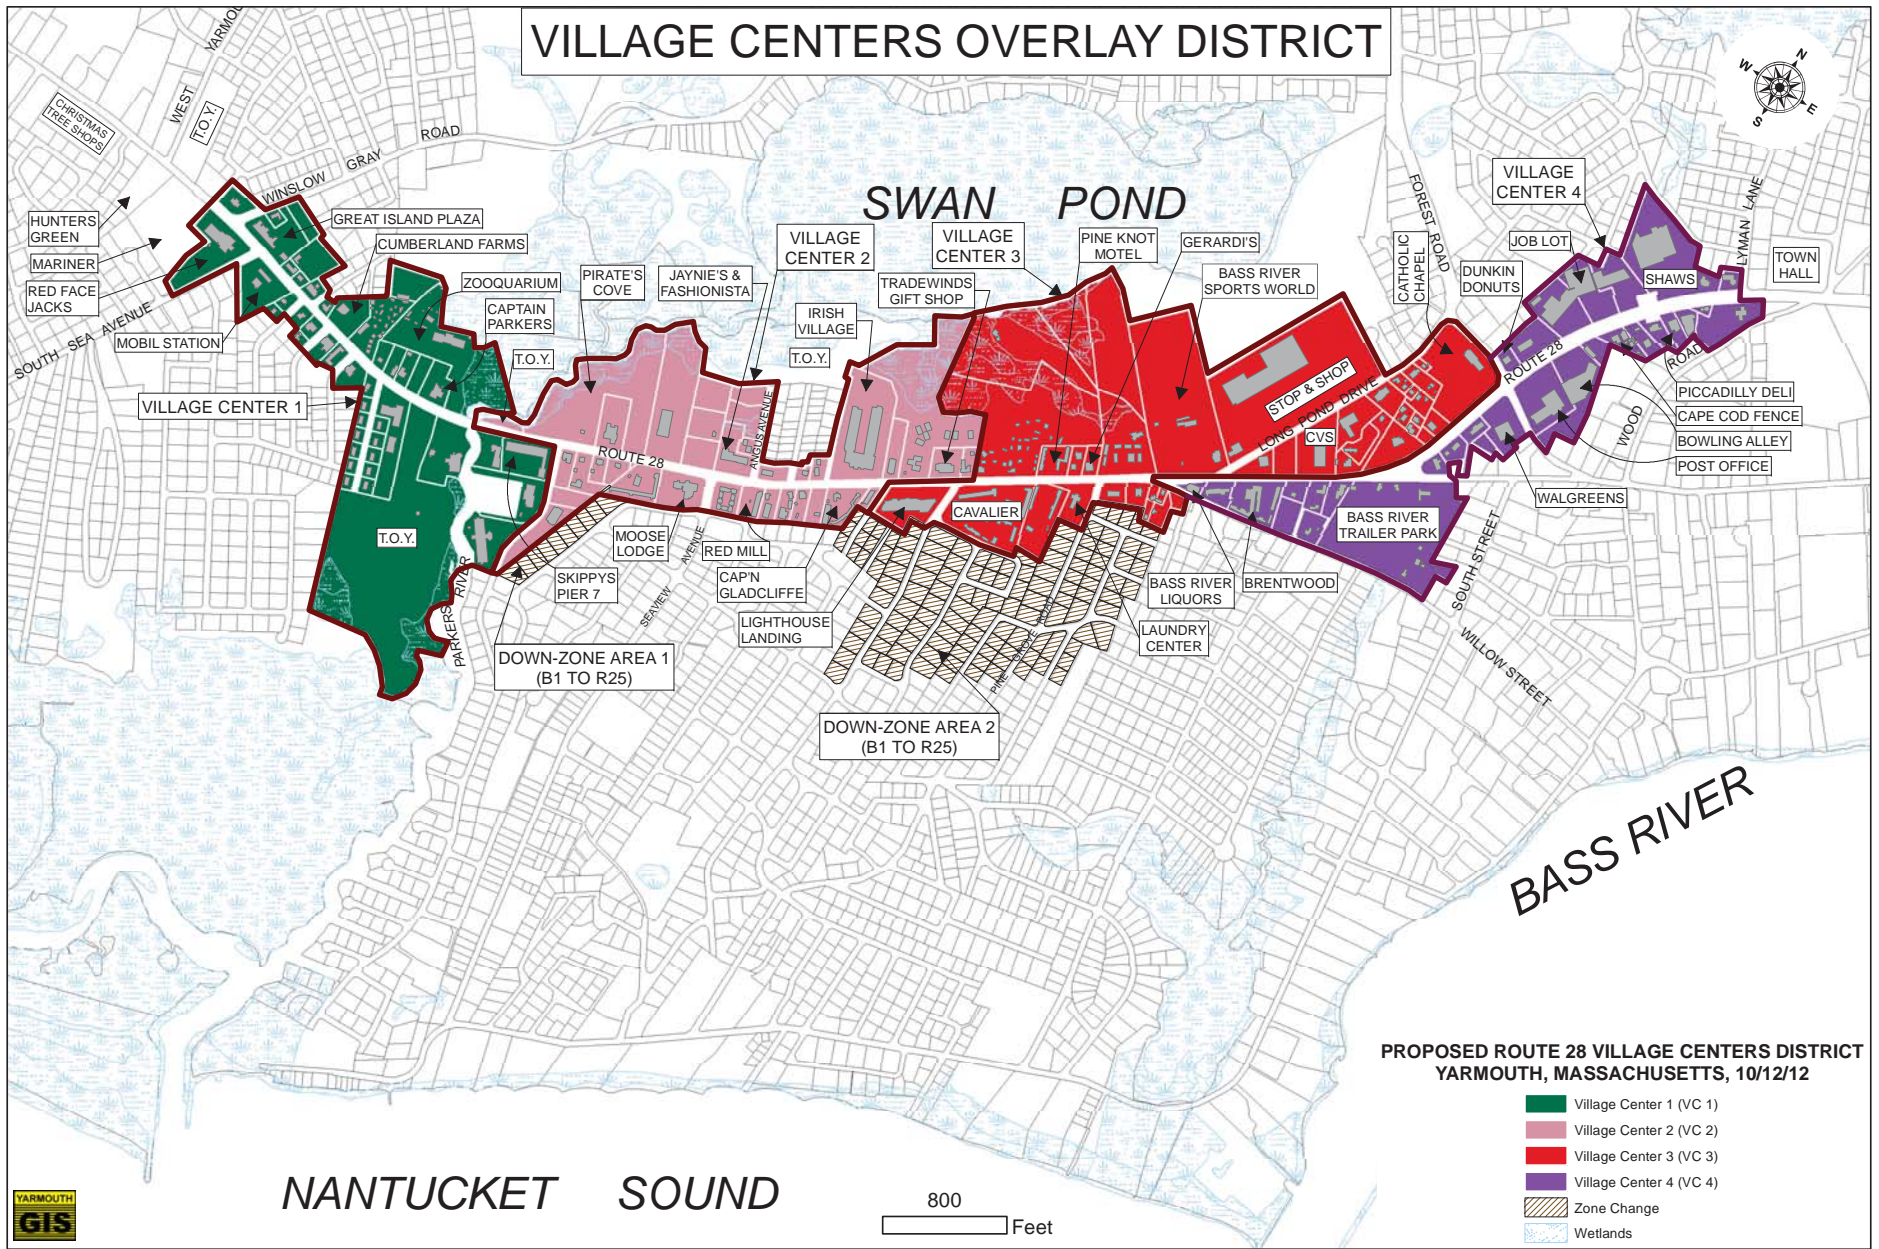 VILLAGE CENTERS OVERLAY DISTRICT
N
W
E
S
YARMOU
WEST
CHRISTMAS
TREE SHOPS
T.O.Y.
WINSLOW GRAY ROAD
SWAN POND
HUNTERS
GREEN
MARINER
RED FACE
JACKS
SOUTH SEA AVENUE
MOBIL STATION
GREAT ISLAND PLAZA
CUMBERLAND FARMS
ZOOQUARIUM
CAPTAIN
PARKERS
T.O.Y.
VILLAGE CENTER 1
PIRATE'S
COVE
JAYNIE'S &
FASHIONISTA
VILLAGE
CENTER 2
IRISH
VILLAGE
T.O.Y.
TRADEWINDS
GIFT SHOP
VILLAGE
CENTER 3
PINE KNOT
MOTEL
GERARDI'S
BASS RIVER
SPORTS WORLD
CATHOLIC
CHAPEL
FOREST ROAD
DUNKIN
DONUTS
VILLAGE
CENTER 4
JOB LOT
SHAWS
LYMAN LANE
TOWN
HALL
STOP & SHOP
LONG POND DRIVE
CVS
ROUTE 28
ROUTE 28
ANGUS AVENUE
WOOD
ROAD
PICCADILLY DELI
CAPE COD FENCE
BOWLING ALLEY
POST OFFICE
WALGREENS
T.O.Y.
PARKERS RIVER
SKIPPYS
PIER 7
MOOSE
LODGE
SEAVIEW AVENUE
RED MILL
CAP'N
GLADCLIFFE
LIGHTHOUSE
LANDING
CAVALIER
BASS RIVER
LIQUORS
BRENTWOOD
BASS RIVER
TRAILER PARK
LAUNDRY
CENTER
PINE GROVE ROAD
SOUTH STREET
WILLOW STREET
DOWN-ZONE AREA 1
(B1 TO R25)
DOWN-ZONE AREA 2
(B1 TO R25)
BASS RIVER
NANTUCKET SOUND
YARMOUTH
GIS
800
Feet
PROPOSED ROUTE 28 VILLAGE CENTERS DISTRICT
YARMOUTH, MASSACHUSETTS, 10/12/12
Village Center 1 (VC 1)
Village Center 2 (VC 2)
Village Center 3 (VC 3)
Village Center 4 (VC 4)
Zone Change
Wetlands